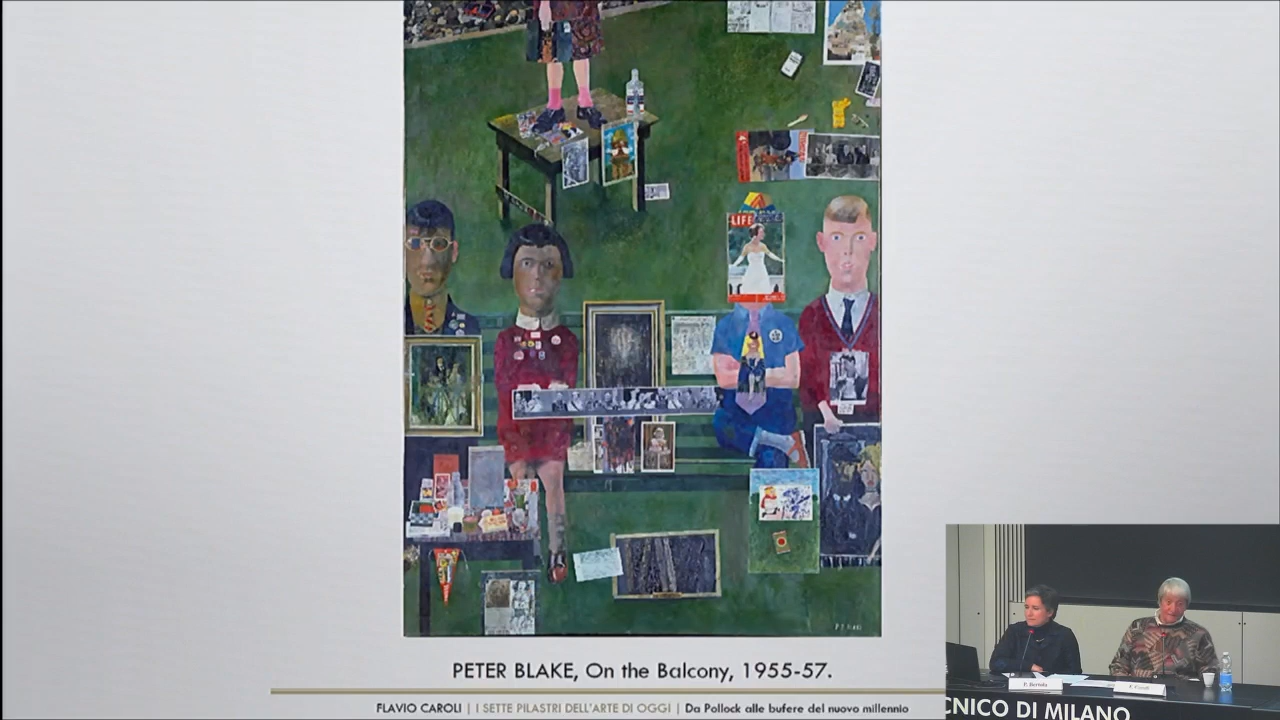 LIFE
PETER BLAKE, On the Balcony, 1955-57.
FLAVIO CAROLI | I SETTE PILASTRI DELL'ARTE DI OGGI | Da Pollock alle bufere del nuovo millennio
CNICO DI MILANO